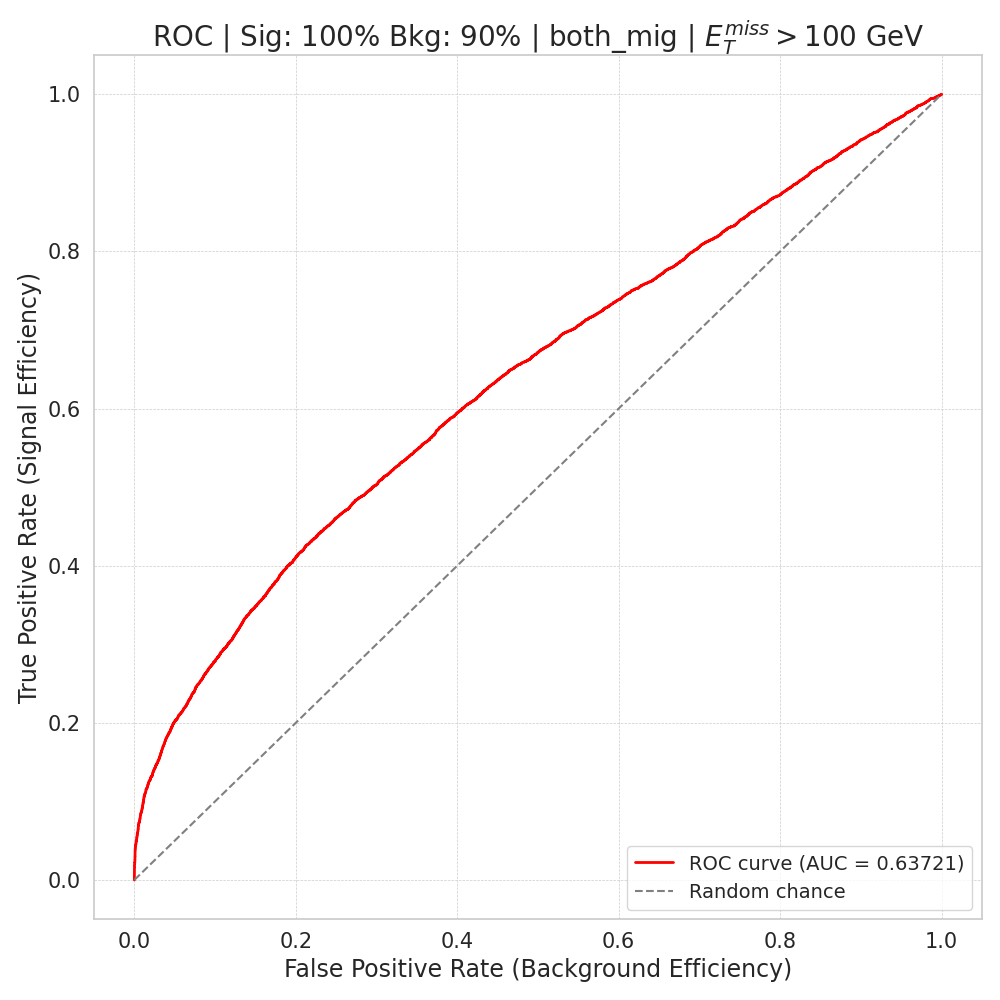 ROC | Sig: 100% Bkg: 90% | both_mig | $E_T^{miss} > 100$ GeV
True Positive Rate (Signal Efficiency)
1.0
0.8
0.6
0.4
0.2
0.0
ROC curve (AUC = 0.63721)
Random chance
0.0 0.2 0.4 0.6 0.8 1.0
False Positive Rate (Background Efficiency)